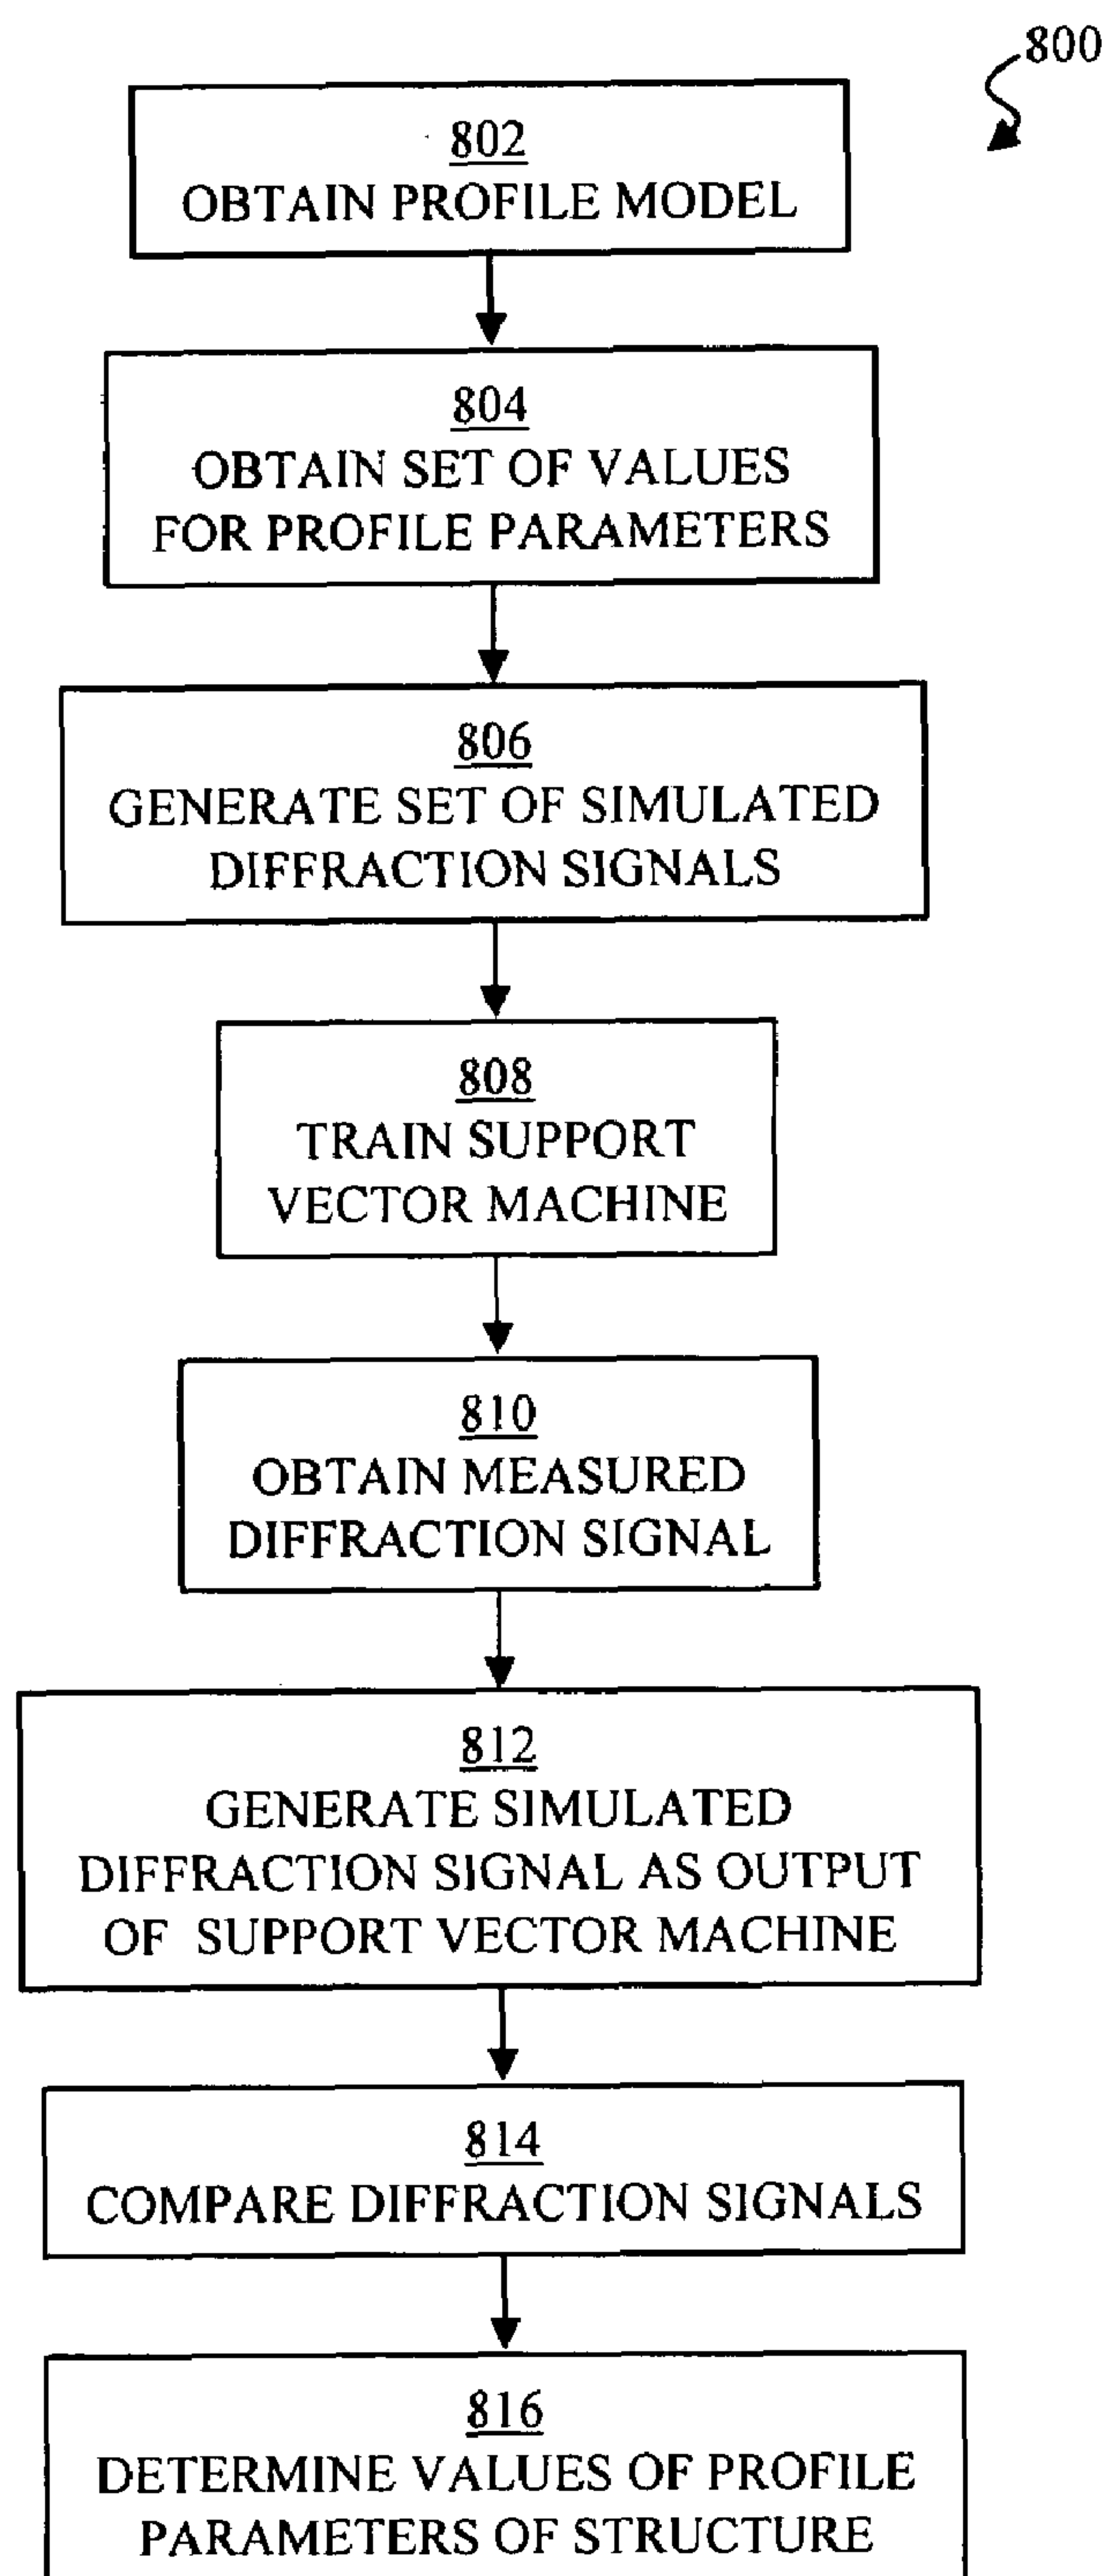 800
802
OBTAIN PROFILE MODEL
804
OBTAIN SET OF VALUES
FOR PROFILE PARAMETERS
806
GENERATE SET OF SIMULATED
DIFFRACTION SIGNALS
808
TRAIN SUPPORT
VECTOR MACHINE
810
OBTAIN MEASURED
DIFFRACTION SIGNAL
812
GENERATE SIMULATED
DIFFRACTION SIGNAL AS OUTPUT
OF SUPPORT VECTOR MACHINE
814
COMPARE DIFFRACTION SIGNALS
816
DETERMINE VALUES OF PROFILE
PARAMETERS OF STRUCTURE